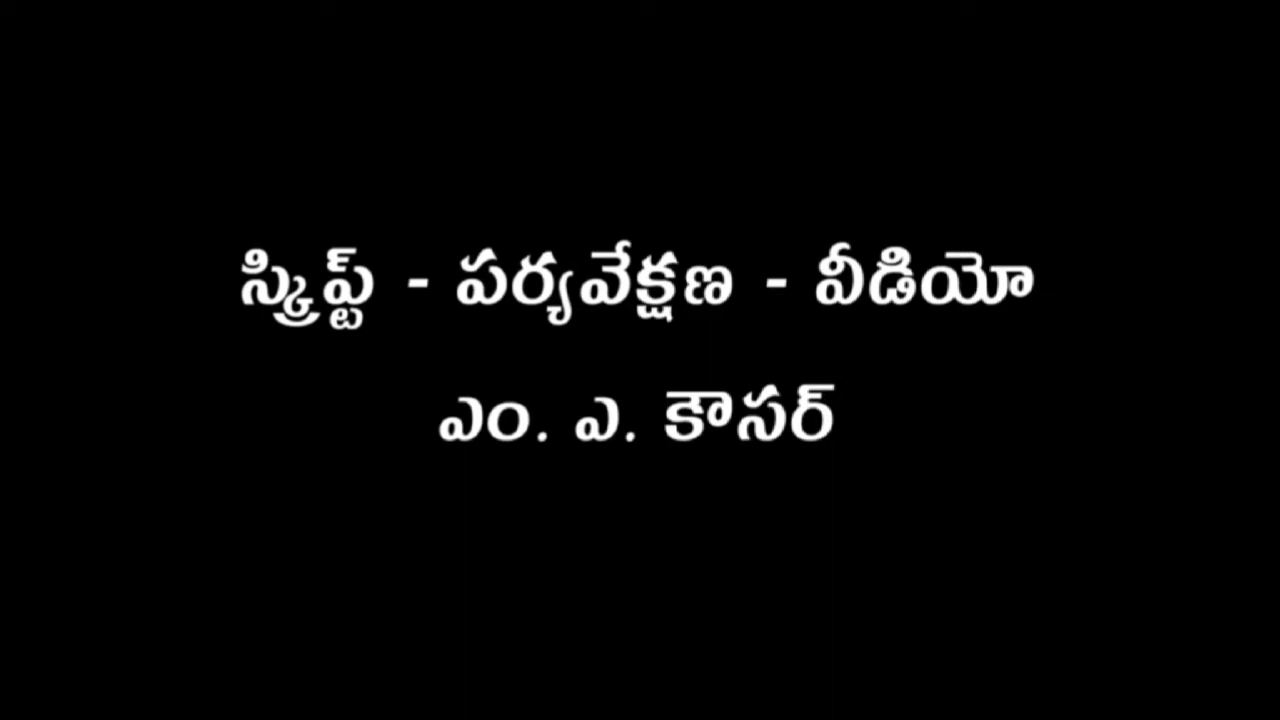 స్క్రిప్ట్ - పర్యవేక్షణ - వీడియో
ఎం. ఎ. కౌసర్